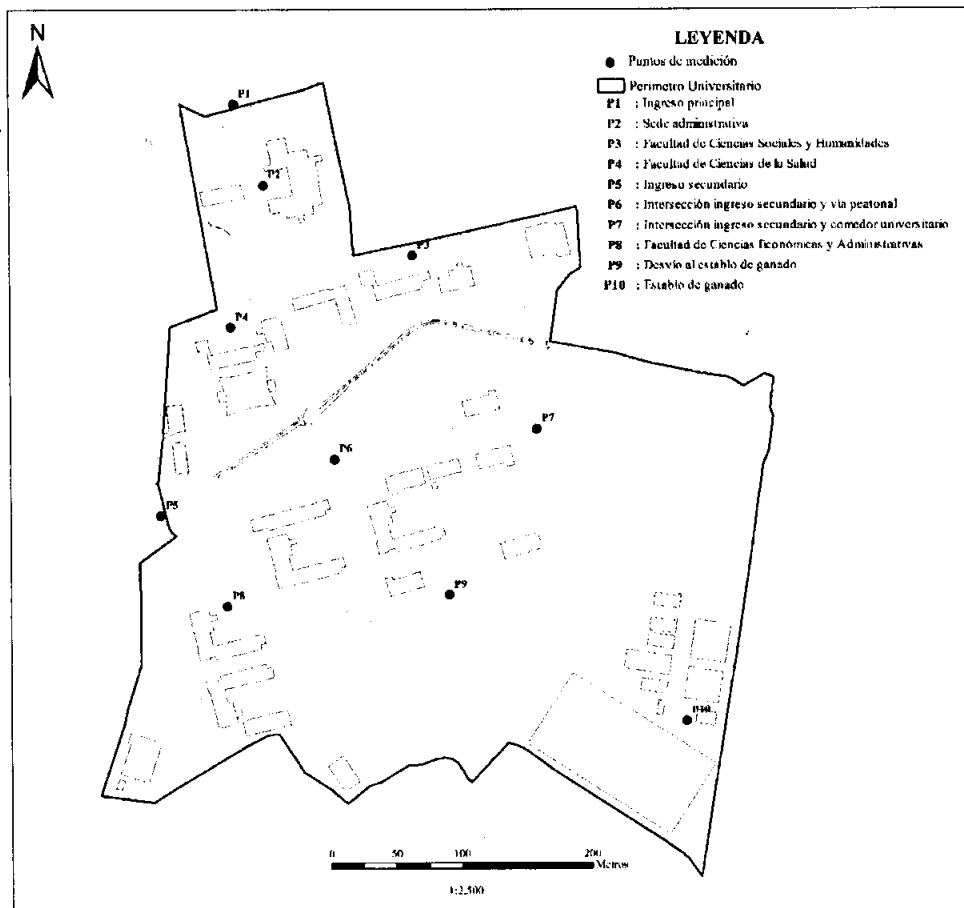 N
LEYENDA
Puntos de medición
Perímetro Universitario
P1 : Ingreso principal
P2 : Sede administrativa
P3 : Facultad de Ciencias Sociales y Humanidades
P4 : Facultad de Ciencias de la Salud
P5 : Ingreso secundario
P6 : Intersección ingreso secundario y vía peatonal
P7 : Intersección ingreso secundario y comedor universitario
P8 : Facultad de Ciencias Económicas y Administrativas
P9 : Desvío al establo de ganado
P10 : Establo de ganado
P1
P2
P3
P4
P7
P6
P5
P9
P8
P10
0 50 100 200
Metros
1:2,500